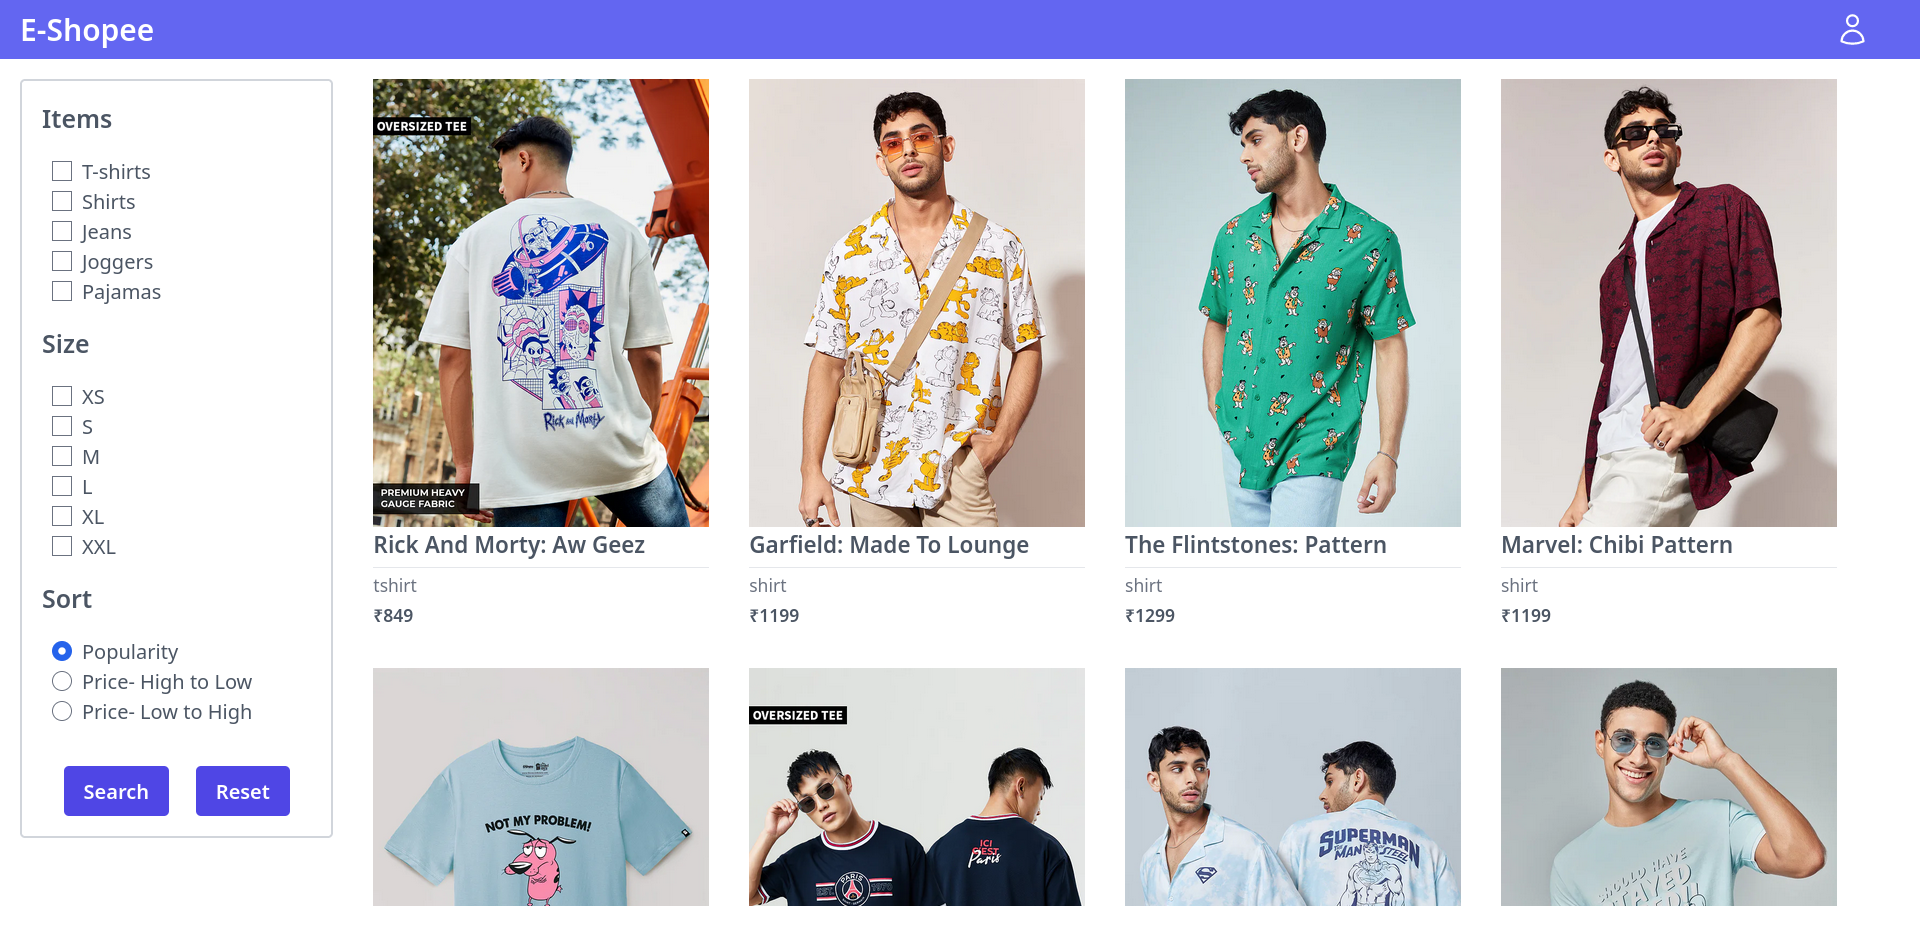 E-Shopee
Items
T-shirts
Shirts
Jeans
Joggers
Pajamas
Size
XS
S
M
L
XL
XXL
Sort
Popularity
Price- High to Low
Price- Low to High
Search
Reset
OVERSIZED TEE
RICK AND MORTY
PREMIUM HEAVY
GAUGE FABRIC
Rick And Morty: Aw Geez
tshirt
₹849
Garfield: Made To Lounge
shirt
₹1199
The Flintstones: Pattern
shirt
₹1299
Marvel: Chibi Pattern
shirt
₹1199
NOT MY PROBLEM!
OVERSIZED TEE
EST.
PARIS
1970
ICI
C'EST
Paris
SUPERMAN
THE MAN OF STEEL
SHOULD HAVE